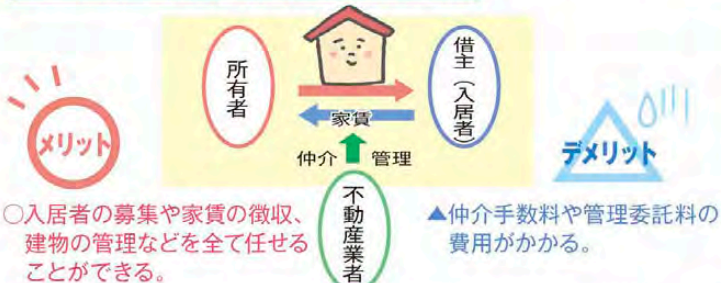 所有者
借主（入居者）
家賃
仲介 管理
不動産業者
メリット
○入居者の募集や家賃の徴収、
建物の管理などを全て任せる
ことができる。
デメリット
▲仲介手数料や管理委託料の
費用がかかる。